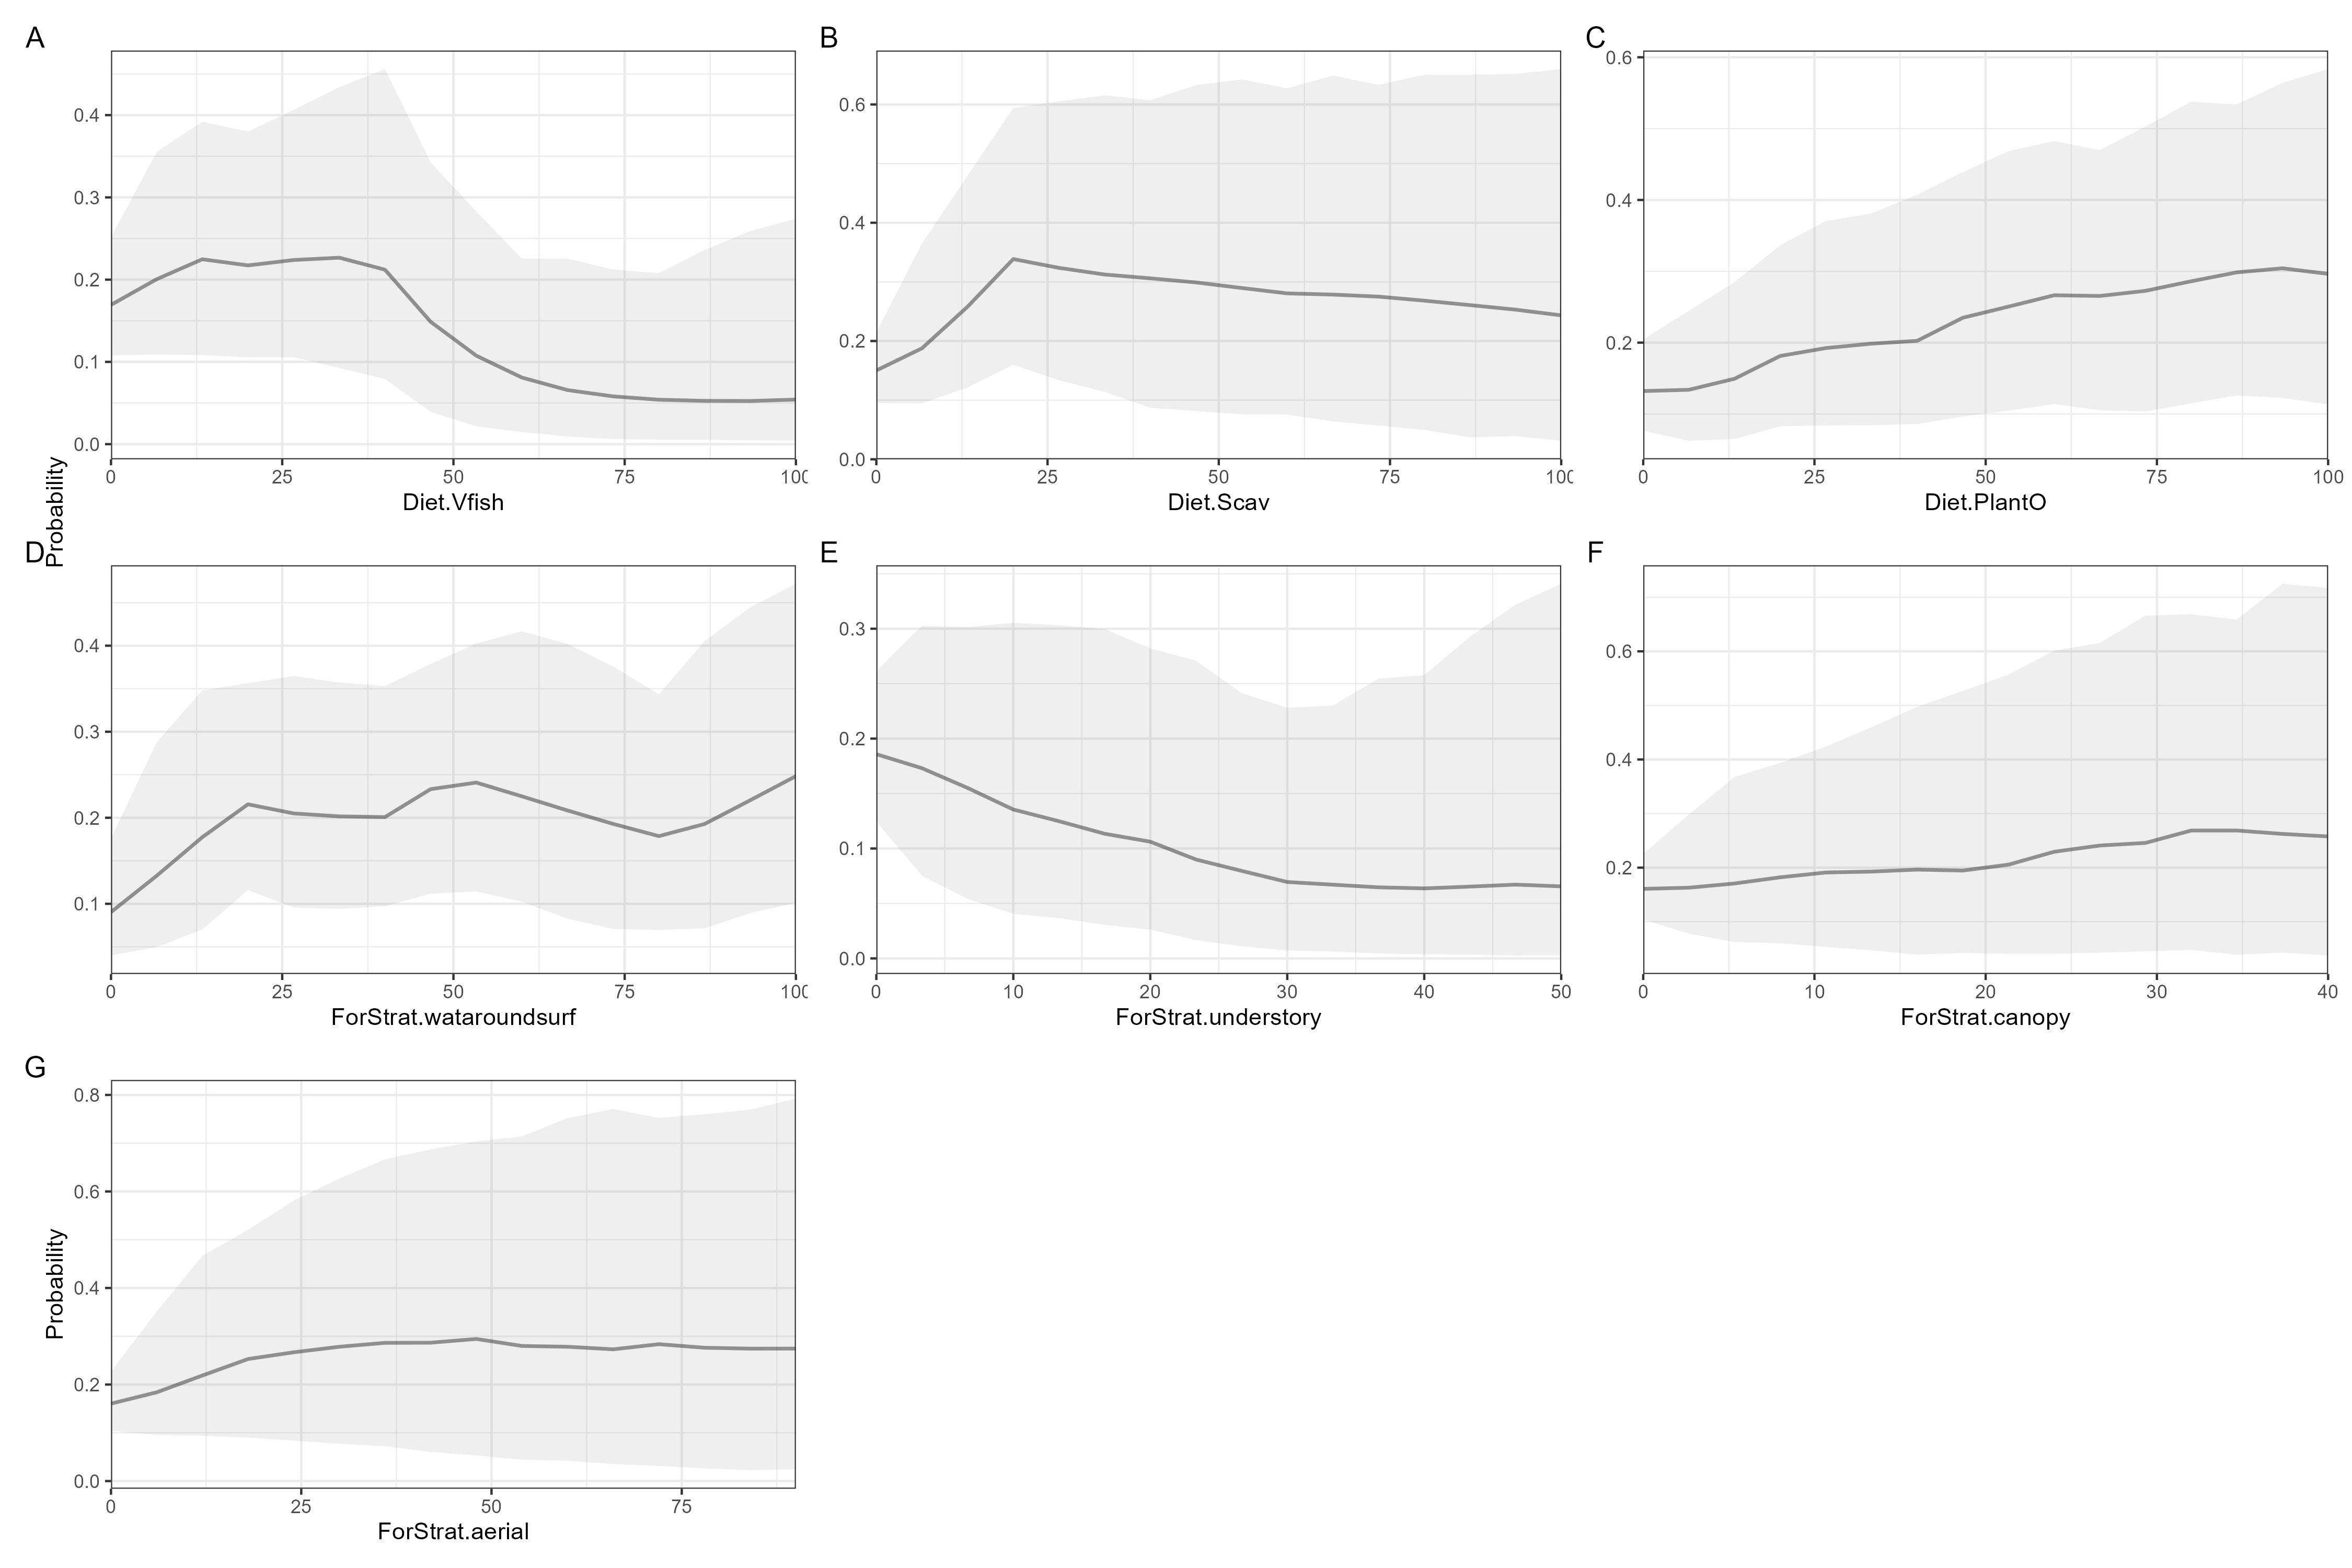 A
B
C
0.4
0.3
0.2
0.1
0.0
0.6
0.4
0.2
0.0
0.6
0.4
0.2
0 25 50 75 100
0 25 50 75 100
0 25 50 75 100
Diet.Vfish
Diet.Scav
Diet.PlantO
Probability
D
E
F
0.4
0.3
0.2
0.1
0.3
0.2
0.1
0.0
0.6
0.4
0.2
0 25 50 75 100
0 10 20 30 40 50
0 10 20 30 40
ForStrat.wataroundsurf
ForStrat.understory
ForStrat.canopy
G
0.8
0.6
0.4
0.2
0.0
Probability
0 25 50 75
ForStrat.aerial